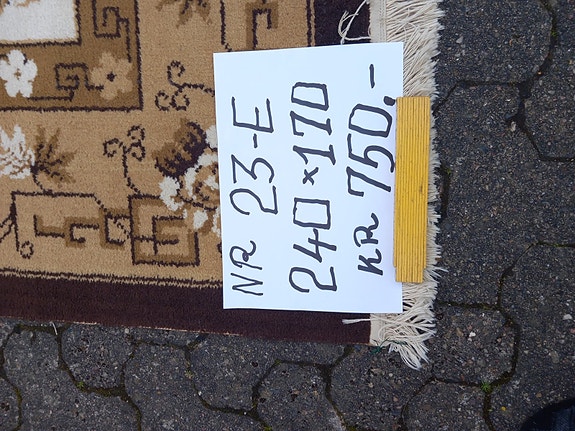 NR 23-E
240 × 170
KR 750,-